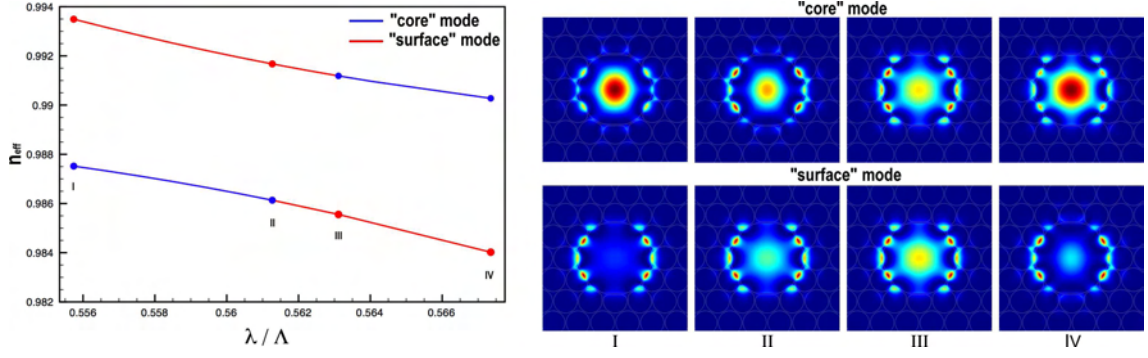 0.994
0.992
0.99
0.988
0.986
0.984
0.982
neff
"core" mode
"surface" mode
I
II
III
IV
0.556
0.558
0.56
0.562
0.564
0.566
λ / Λ
"core" mode
"surface" mode
I
II
III
IV